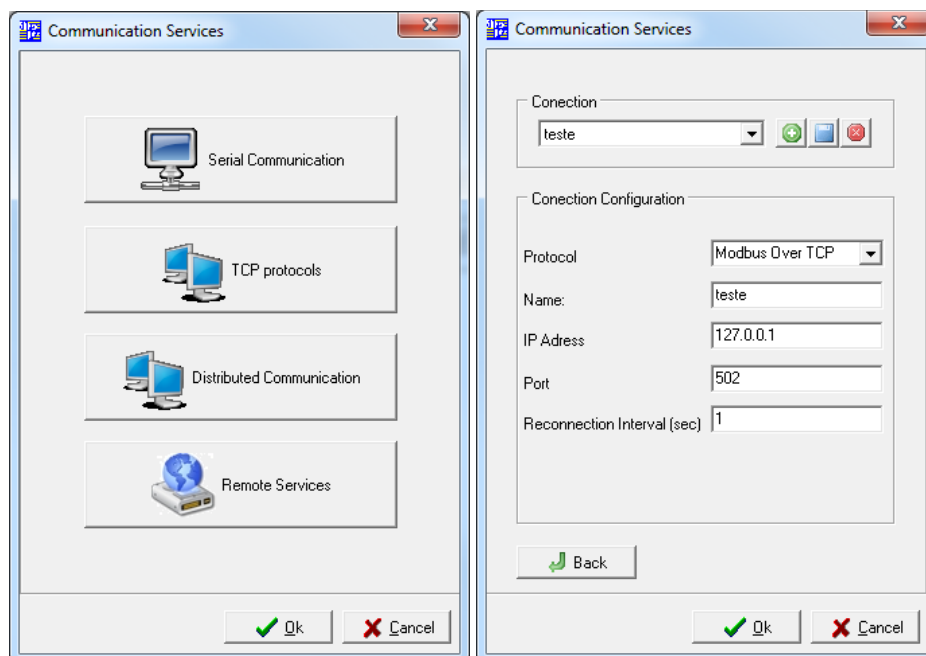 Communication Services
Serial Communication
TCP protocols
Distributed Communication
Remote Services
Ok
Cancel
Communication Services
Conection
teste
Conection Configuration
Protocol
Modbus Over TCP
Name:
teste
IP Adress
127.0.0.1
Port
502
Reconnection Interval (sec)
1
Back
Ok
Cancel